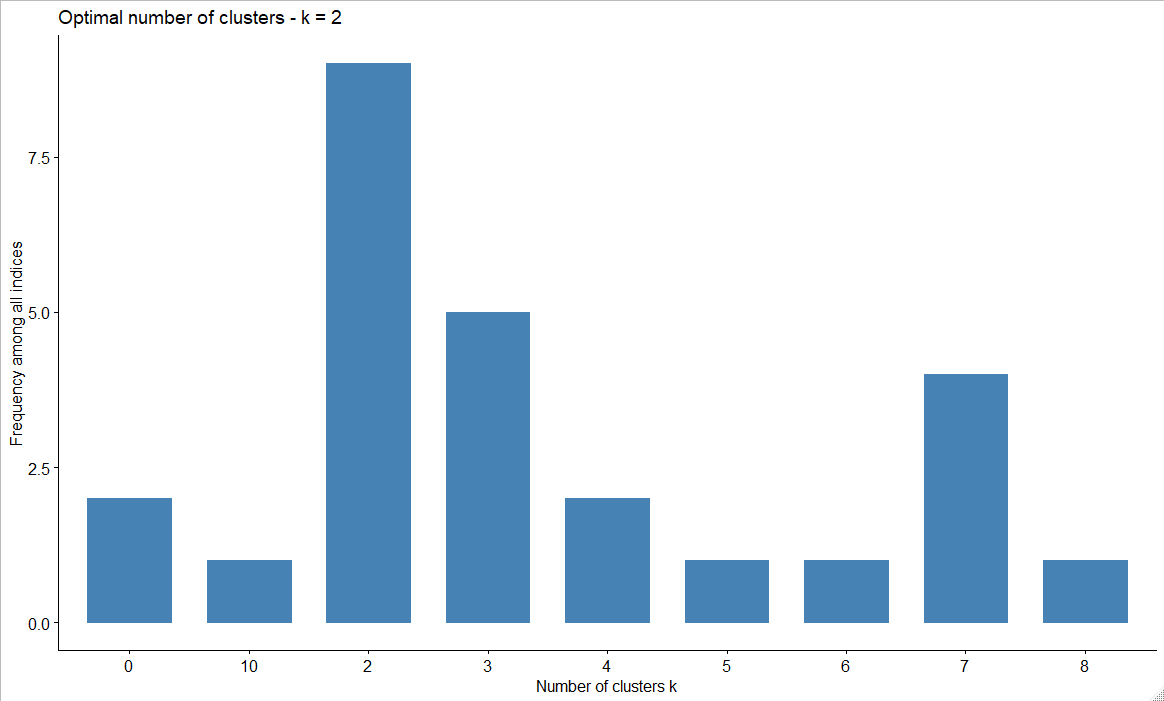 Optimal number of clusters - k = 2
Frequency among all indices
7.5
5.0
2.5
0.0
0 10 2 3 4 5 6 7 8
Number of clusters k